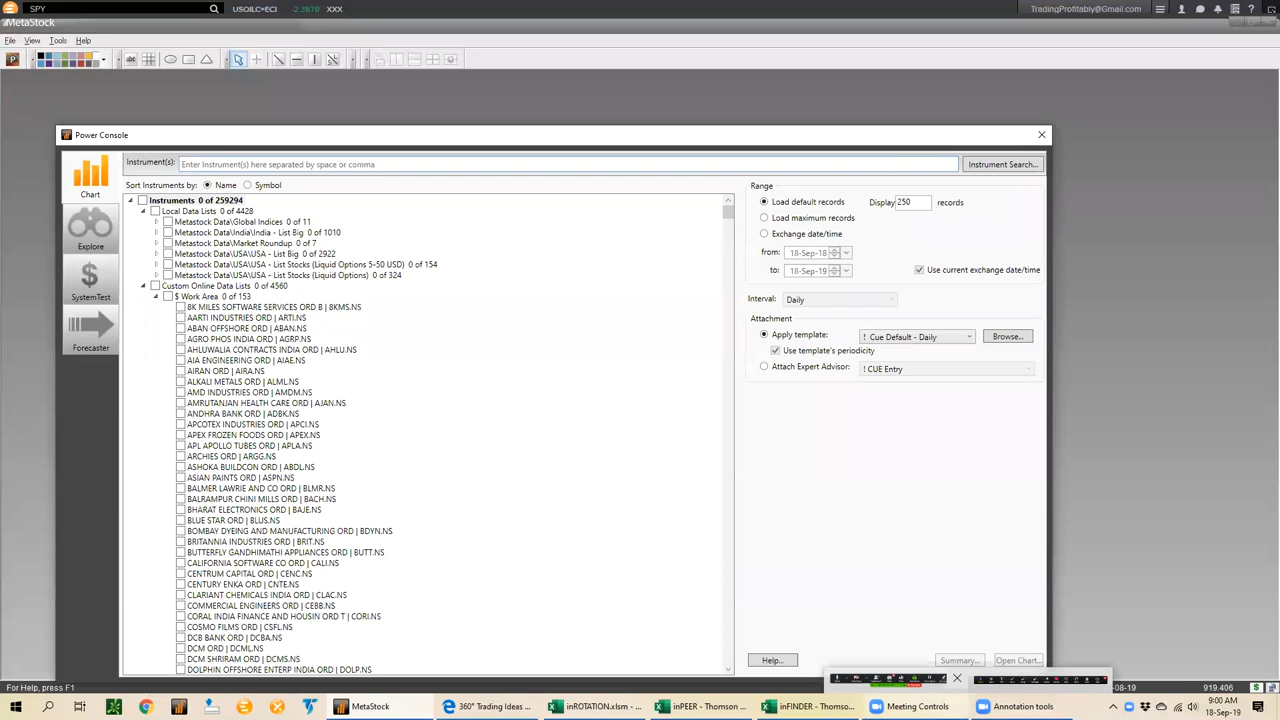 SPY USOILC=ECI -2.3878 XXX TradingProfitably@Gmail.com
MetaStock
File View Tools Help
P abc
Power Console
Instrument(s): Enter Instrument(s) here separated by space or comma Instrument Search...
Chart
Explore
SystemTest
Forecaster
Sort Instruments by: Name Symbol
Instruments 0 of 259294
Local Data Lists 0 of 4428
Metastock Data\Global Indices 0 of 11
Metastock Data\India\India - List Big 0 of 1010
Metastock Data\Market Roundup 0 of 7
Metastock Data\USA\USA - List Big 0 of 2922
Metastock Data\USA\USA - List Stocks (Liquid Options 5-50 USD) 0 of 154
Metastock Data\USA\USA - List Stocks (Liquid Options) 0 of 324
Custom Online Data Lists 0 of 4560
$ Work Area 0 of 153
8K MILES SOFTWARE SERVICES ORD B | 8KMS.NS
AARTI INDUSTRIES ORD | ARTI.NS
ABAN OFFSHORE ORD | ABAN.NS
AGRO PHOS INDIA ORD | AGRP.NS
AHLUWALIA CONTRACTS INDIA ORD | AHLU.NS
AIA ENGINEERING ORD | AIAE.NS
AIRAN ORD | AIRA.NS
ALKALI METALS ORD | ALML.NS
AMD INDUSTRIES ORD | AMDM.NS
AMRUTANJAN HEALTH CARE ORD | AJAN.NS
ANDHRA BANK ORD | ADBK.NS
APCOTEX INDUSTRIES ORD | APCI.NS
APEX FROZEN FOODS ORD | APEX.NS
APL APOLLO TUBES ORD | APLA.NS
ARCHIES ORD | ARGG.NS
ASHOKA BUILDCON ORD | ABDL.NS
ASIAN PAINTS ORD | ASPN.NS
BALMER LAWRIE AND CO ORD | BLMR.NS
BALRAMPUR CHINI MILLS ORD | BACH.NS
BHARAT ELECTRONICS ORD | BAJE.NS
BLUE STAR ORD | BLUS.NS
BOMBAY DYEING AND MANUFACTURING ORD | BDYN.NS
BRITANNIA INDUSTRIES ORD | BRIT.NS
BUTTERFLY GANDHIMATHI APPLIANCES ORD | BUTT.NS
CALIFORNIA SOFTWARE CO ORD | CALI.NS
CENTRUM CAPITAL ORD | CENC.NS
CENTURY ENKA ORD | CNTE.NS
CLARIANT CHEMICALS INDIA ORD | CLAC.NS
COMMERCIAL ENGINEERS ORD | CEBB.NS
CORAL INDIA FINANCE AND HOUSIN ORD T | CORI.NS
COSMO FILMS ORD | CSFL.NS
DCB BANK ORD | DCBA.NS
DCM ORD | DCML.NS
DCM SHRIRAM ORD | DCMS.NS
DOLPHIN OFFSHORE ENTERP INDIA ORD | DOLP.NS
Range
Load default records Display 250 records
Load maximum records
Exchange date/time
from: 18-Sep-18
to: 18-Sep-19 Use current exchange date/time
Interval: Daily
Attachment
Apply template: ! Cue Default - Daily Browse...
Use template's periodicity
Attach Expert Advisor: ! CUE Entry
Help... Summary... Open Chart...
For Help, press F1 -08-19 919.406
MetaStock 360° Trading Ideas ... inROTATION.xlsm - ... inPEER - Thomson ... inFINDER - Thomso... Meeting Controls Annotation tools 9:00 AM
18-Sep-19